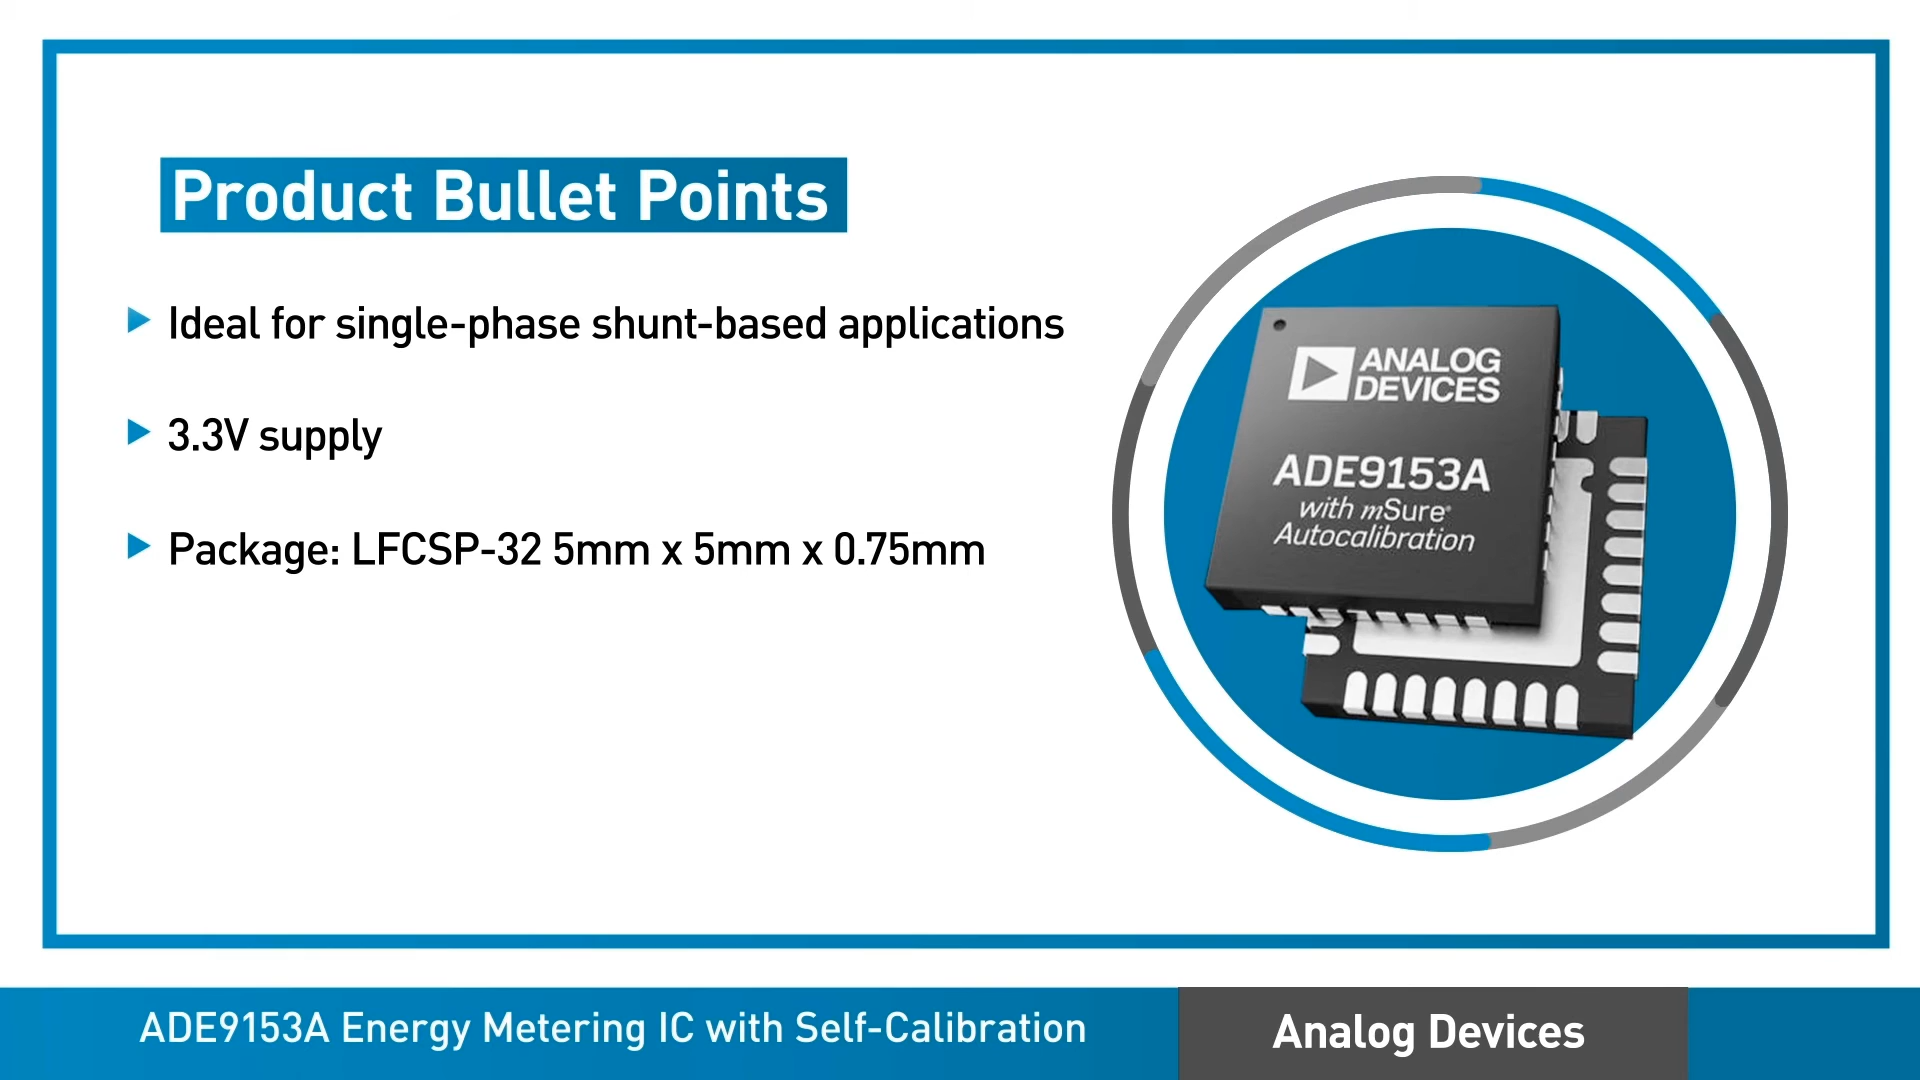 Product Bullet Points
Ideal for single-phase shunt-based applications
3.3V supply
Package: LFCSP-32 5mm x 5mm x 0.75mm
ANALOG
DEVICES
ADE9153A
with mSure®
Autocalibration
ADE9153A Energy Metering IC with Self-Calibration
Analog Devices